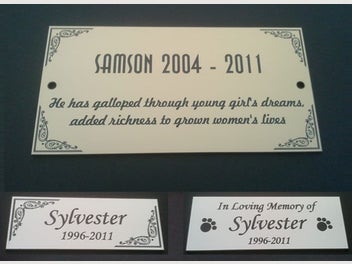 SAMSON 2004 - 2011
He has galloped through young girl's dreams,
added richness to grown women's lives
Sylvester
1996-2011
In Loving Memory of
Sylvester
1996-2011